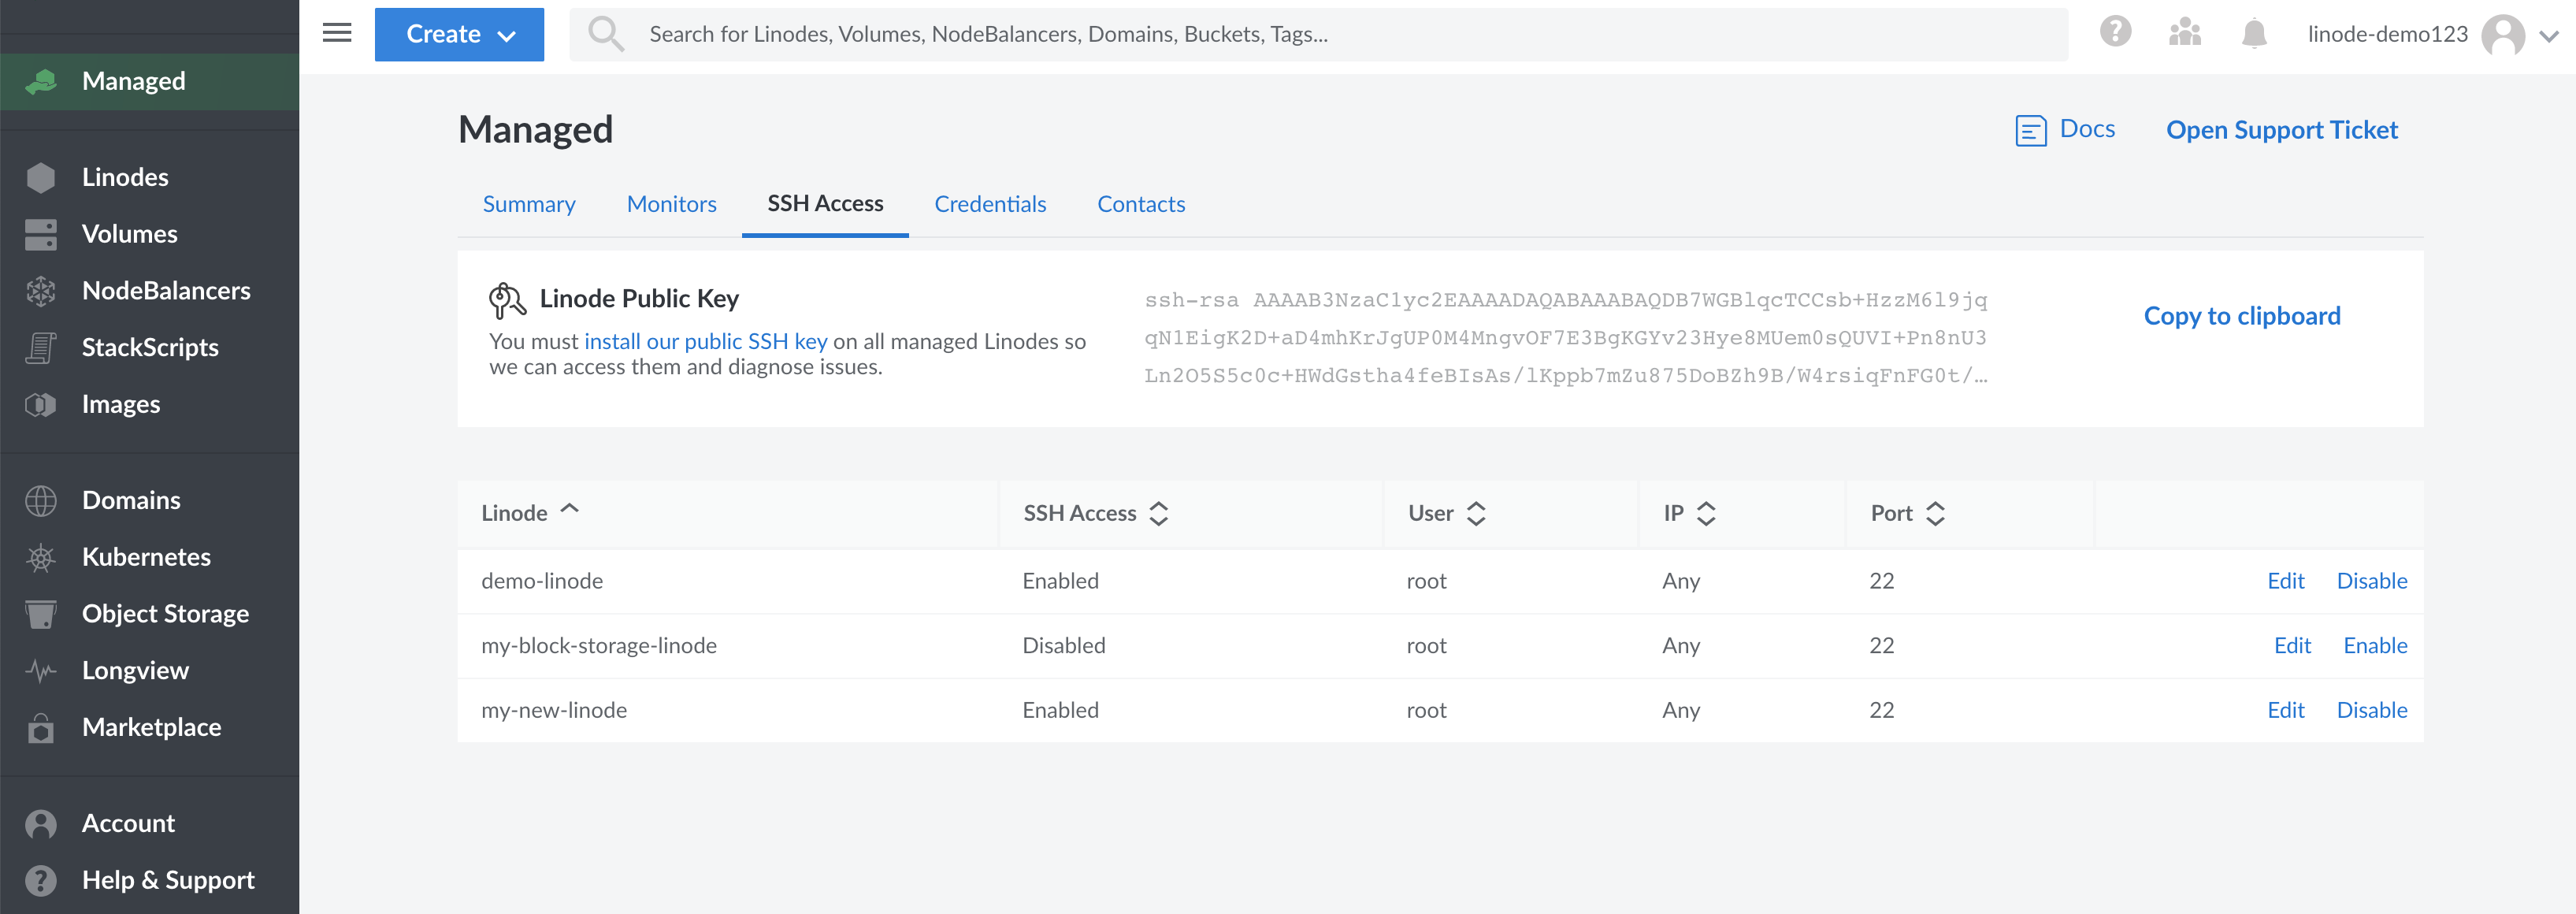 Managed
Linodes
Volumes
NodeBalancers
StackScripts
Images
Domains
Kubernetes
Object Storage
Longview
Marketplace
Account
Help & Support
Create
Search for Linodes, Volumes, NodeBalancers, Domains, Buckets, Tags...
linode-demo123
Managed
Docs
Open Support Ticket
Summary Monitors SSH Access Credentials Contacts
Linode Public Key
You must install our public SSH key on all managed Linodes so
we can access them and diagnose issues.
ssh-rsa AAAAB3NzaC1yc2EAAAADAQABAAABAQDB7WGBlqcTCCsb+HzzM6l9jq
qN1EigK2D+aD4mhKrJgUP0M4MngvOF7E3BgKGYv23Hye8MUem0sQUVI+Pn8nU3
Ln2O5S5c0c+HWdGstha4feBIsAs/lKppb7mZu875DoBZh9B/W4rsiqFnFG0t/…
Copy to clipboard
Linode SSH Access User IP Port
demo-linode Enabled root Any 22 Edit Disable
my-block-storage-linode Disabled root Any 22 Edit Enable
my-new-linode Enabled root Any 22 Edit Disable